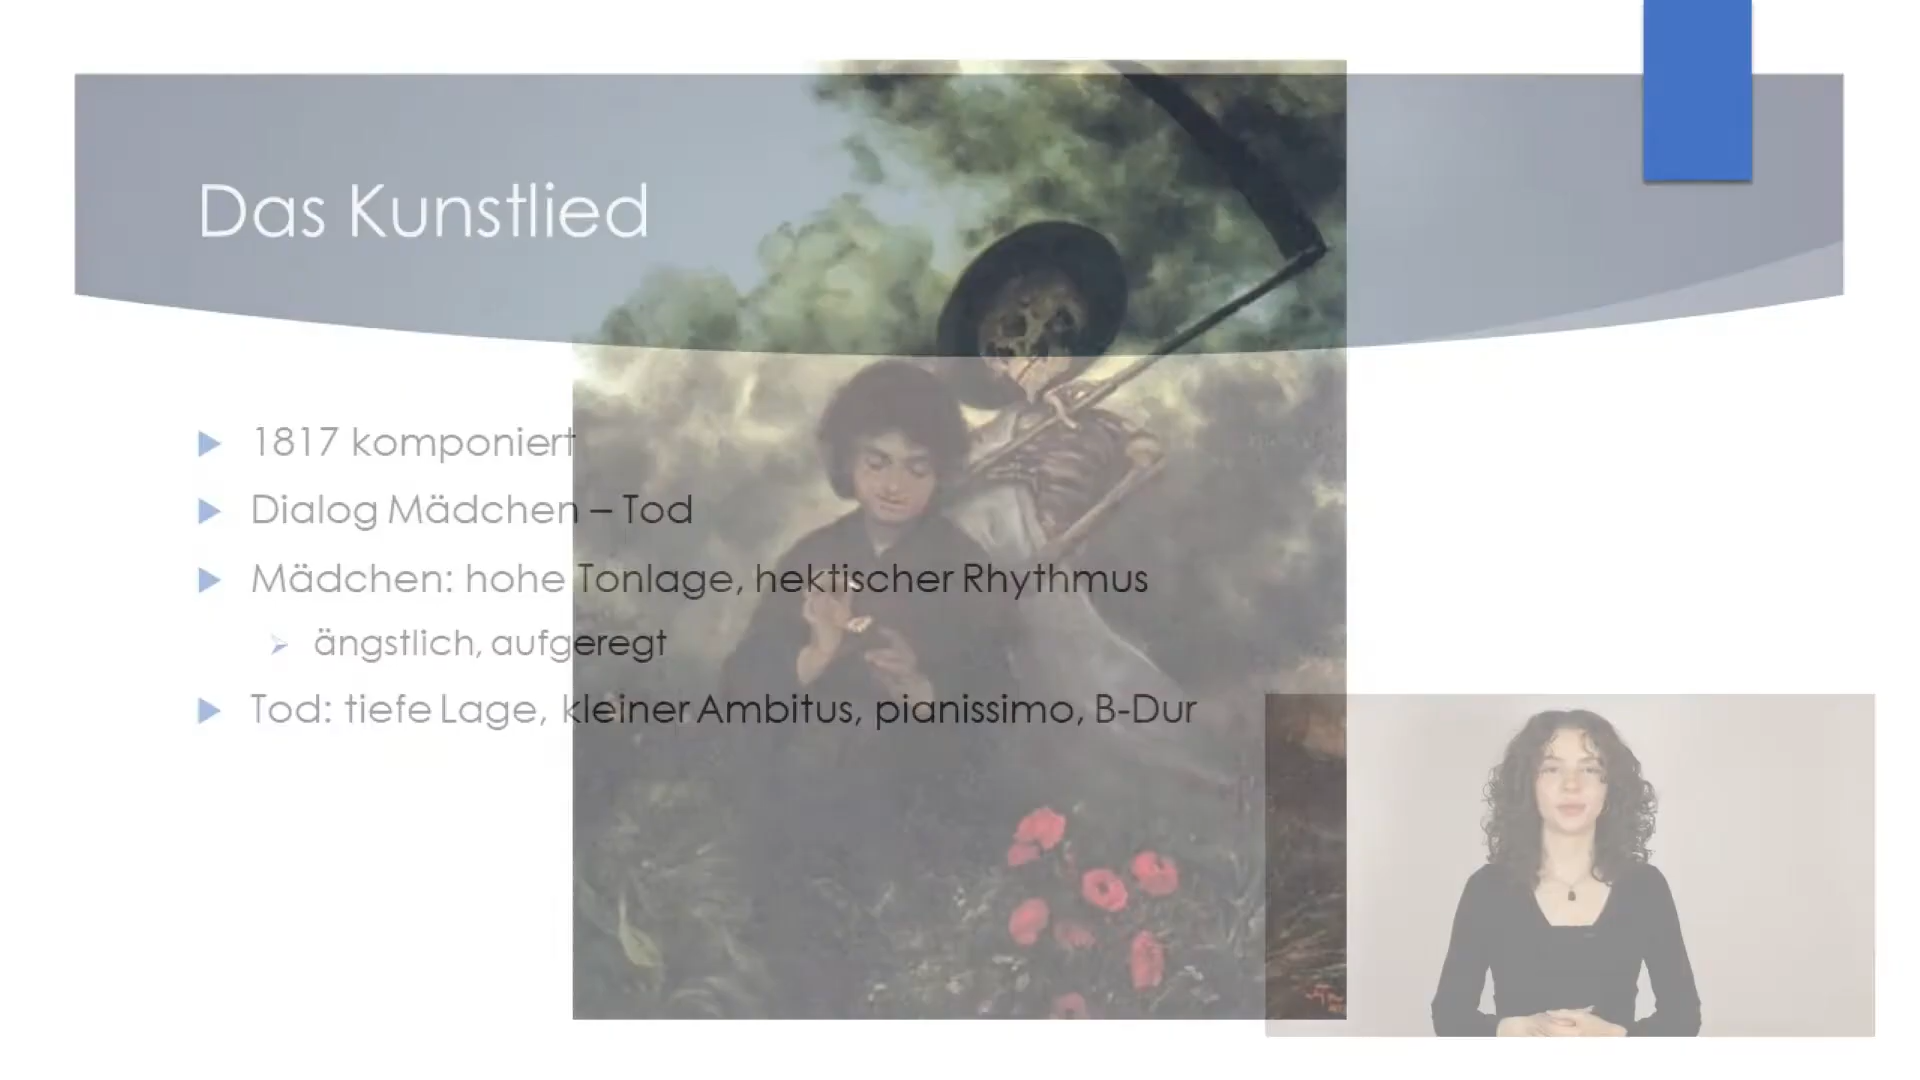 Das Kunstlied
1817 komponiert
Dialog Mädchen – Tod
Mädchen: hohe Tonlage, hektischer Rhythmus
ängstlich, aufgeregt
Tod: tiefe Lage, kleiner Ambitus, pianissimo, B-Dur